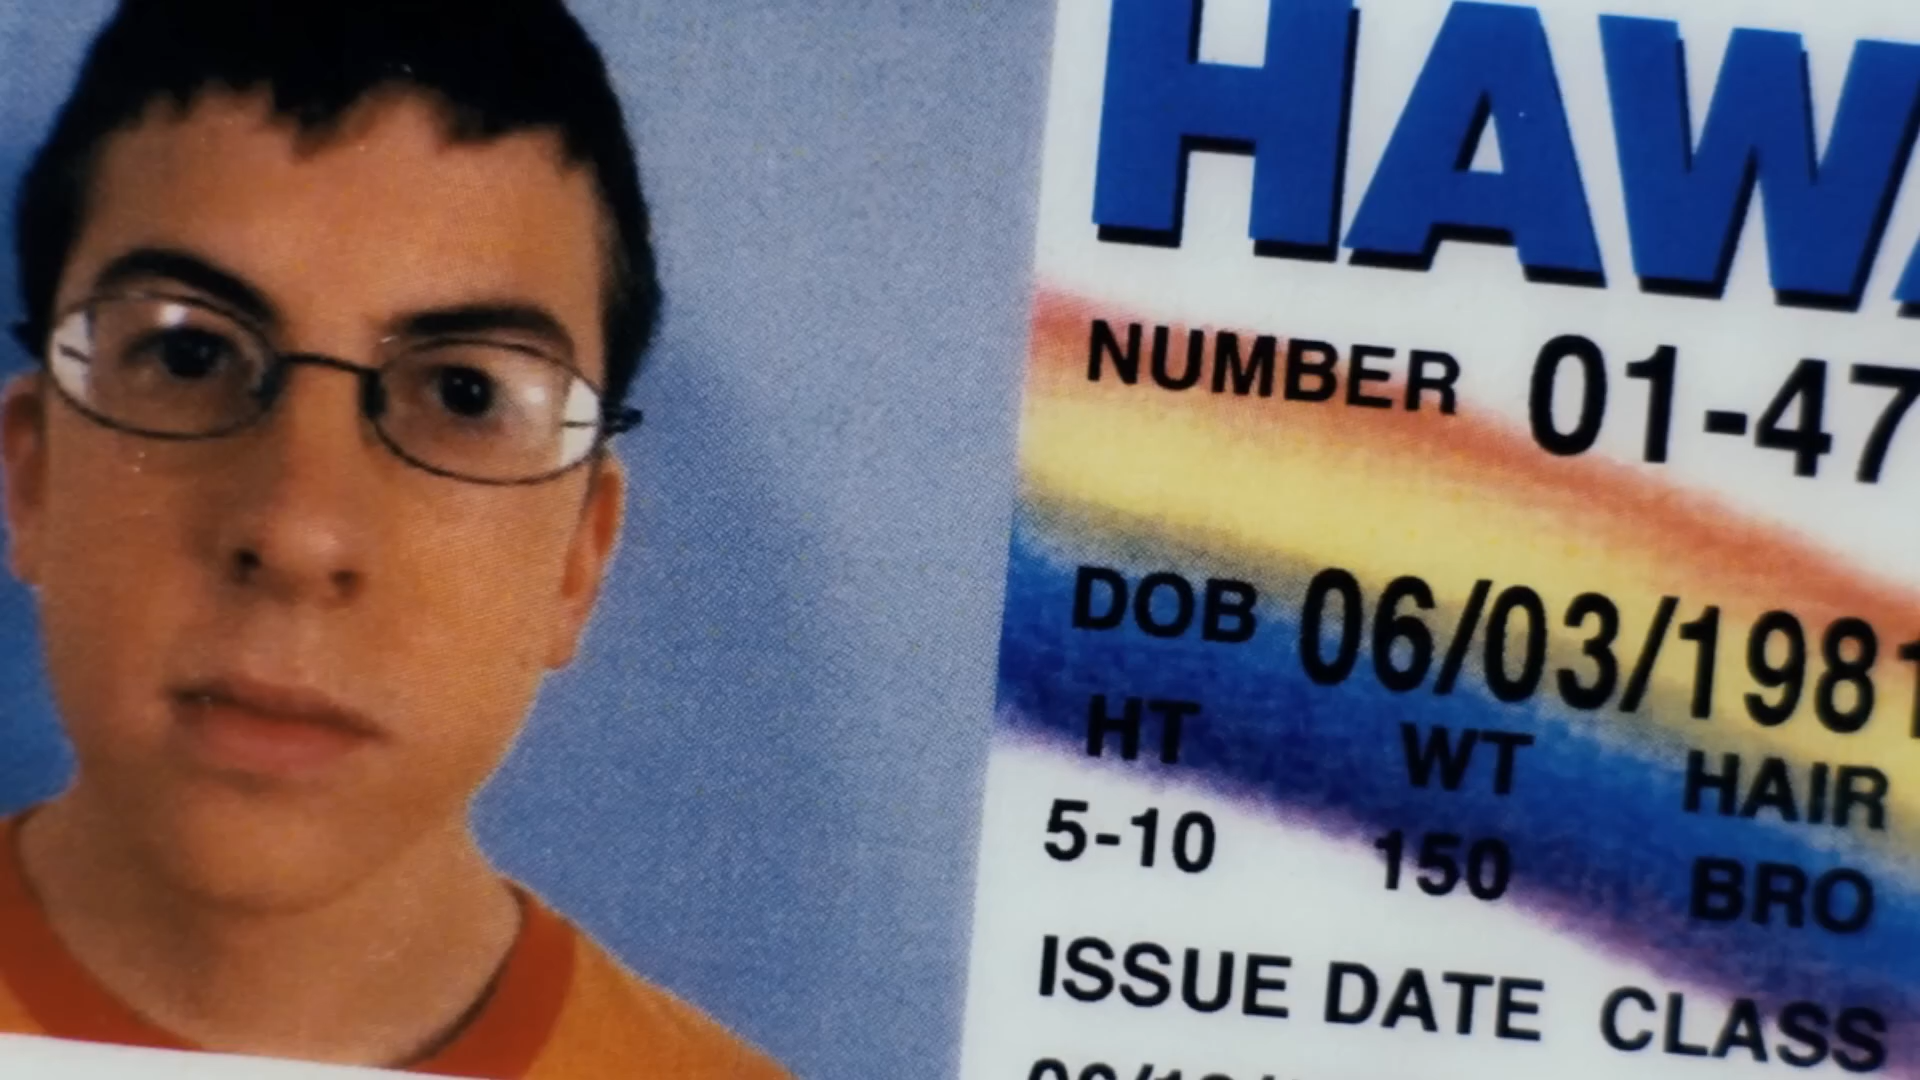 HAW
NUMBER 01-47
DOB 06/03/1981
HT WT HAIR
5-10 150 BRO
ISSUE DATE CLASS